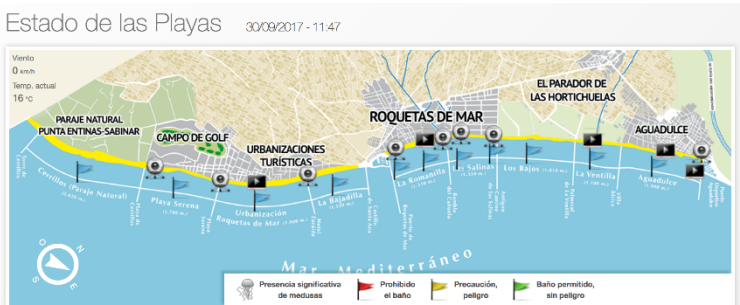 Estado de las Playas 30/09/2017 - 11:47
Viento
0 km/h
Temp. actual
16 ºC
PARAJE NATURAL
PUNTA ENTINAS-SABINAR
CAMPO DE GOLF
URBANIZACIONES
TURÍSTICAS
ROQUETAS DE MAR
EL PARADOR DE
LAS HORTICHUELAS
AGUADULCE
Cerrillos (Paraje Natural)
Playa Serena
Urbanización
Roquetas de Mar
La Bajadilla
La Romanilla
Las Salinas
Los Bajos
La Ventilla
Aguadulce
Mar Mediterráneo
N
O
E
S
Presencia significativa
de medusas
Prohibido
el baño
Precaución,
peligro
Baño permitido,
sin peligro